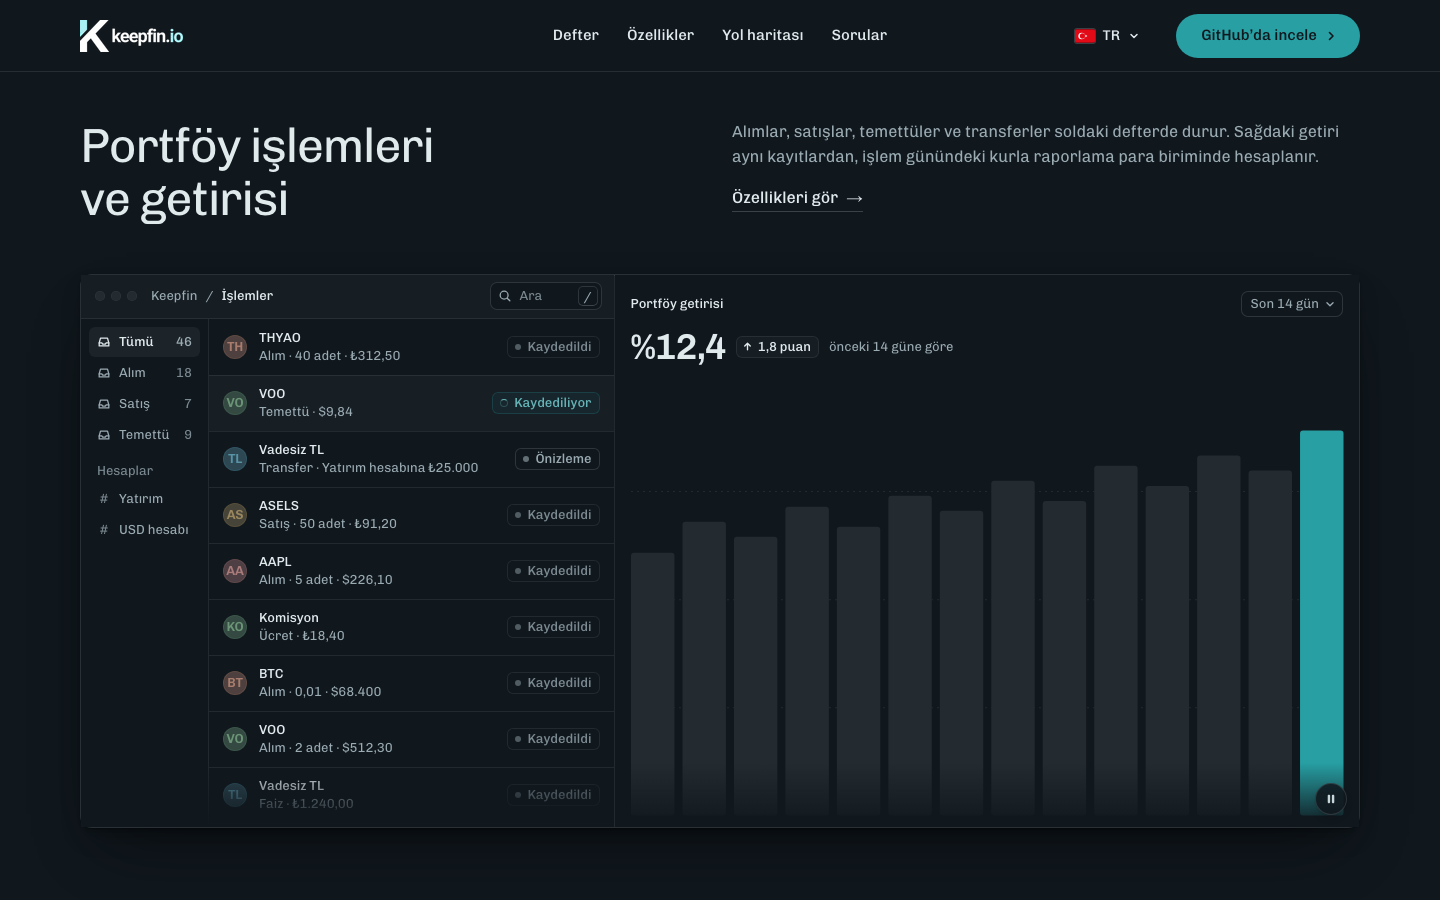 keepfin.io
Defter
Özellikler
Yol haritası
Sorular
TR
GitHub'da incele
Portföy işlemleri
ve getirisi
Alımlar, satışlar, temettüler ve transferler soldaki defterde durur. Sağdaki getiri
aynı kayıtlardan, işlem günündeki kurla raporlama para biriminde hesaplanır.
Özellikleri gör →
Keepfin / İşlemler
Ara
/
Tümü 46
Alım 18
Satış 7
Temettü 9
Hesaplar
# Yatırım
# USD hesabı
TH
THYAO
Alım · 40 adet · ₺312,50
Kaydedildi
VO
VOO
Temettü · $9,84
Kaydediliyor
TL
Vadesiz TL
Transfer · Yatırım hesabına ₺25.000
Önizleme
AS
ASELS
Satış · 50 adet · ₺91,20
Kaydedildi
AA
AAPL
Alım · 5 adet · $226,10
Kaydedildi
KO
Komisyon
Ücret · ₺18,40
Kaydedildi
BT
BTC
Alım · 0,01 · $68.400
Kaydedildi
VO
VOO
Alım · 2 adet · $512,30
Kaydedildi
TL
Vadesiz TL
Faiz · ₺1.240,00
Kaydedildi
Portföy getirisi
Son 14 gün
%12,4
↑ 1,8 puan
önceki 14 güne göre